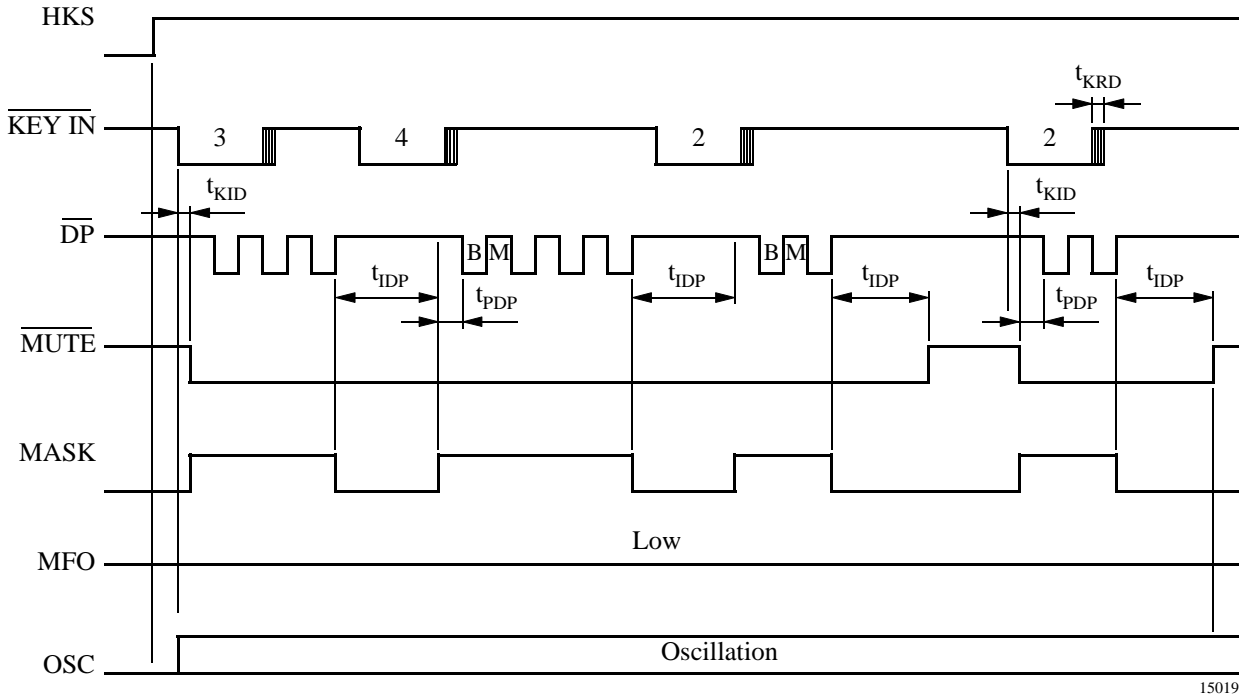 HKS
tKRD
KEY IN
3
4
2
2
tKID
tKID
DP
B M
B M
tIDP
tIDP
tIDP
tIDP
tPDP
tPDP
MUTE
MASK
Low
MFO
Oscillation
OSC
15019